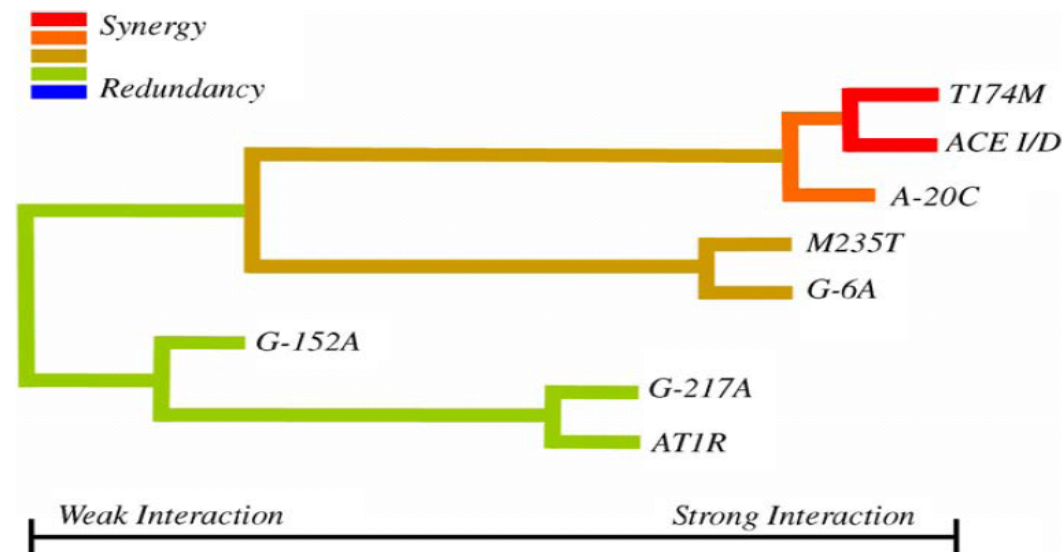 Synergy
Redundancy
T174M
ACE I/D
A-20C
M235T
G-6A
G-152A
G-217A
AT1R
Weak Interaction
Strong Interaction